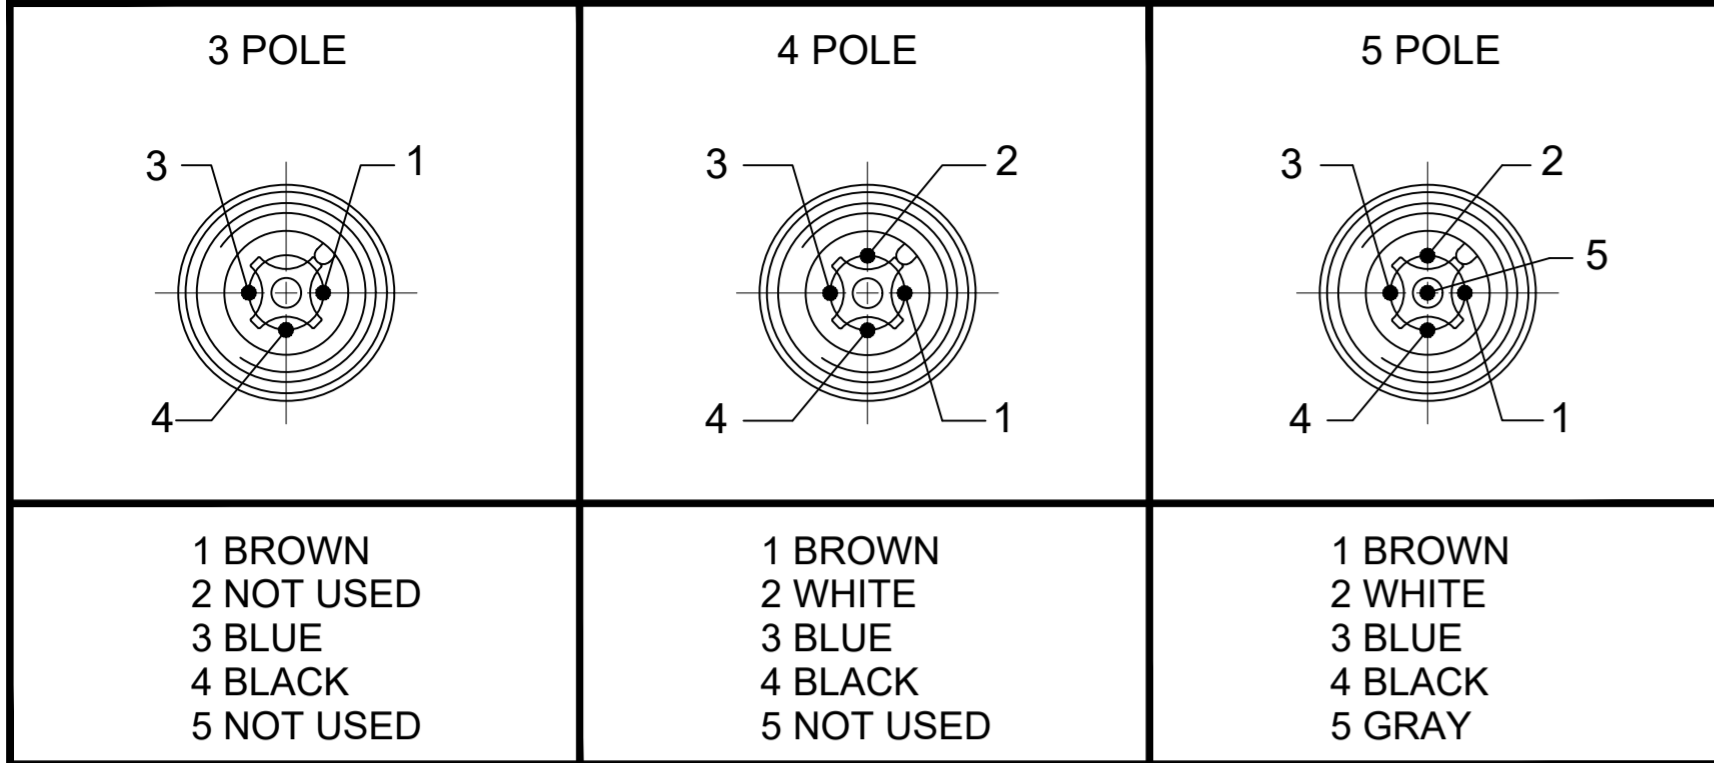 3 POLE
3
1
4
1 BROWN
2 NOT USED
3 BLUE
4 BLACK
5 NOT USED
4 POLE
3
2
4
1
1 BROWN
2 WHITE
3 BLUE
4 BLACK
5 NOT USED
5 POLE
3
2
5
4
1
1 BROWN
2 WHITE
3 BLUE
4 BLACK
5 GRAY